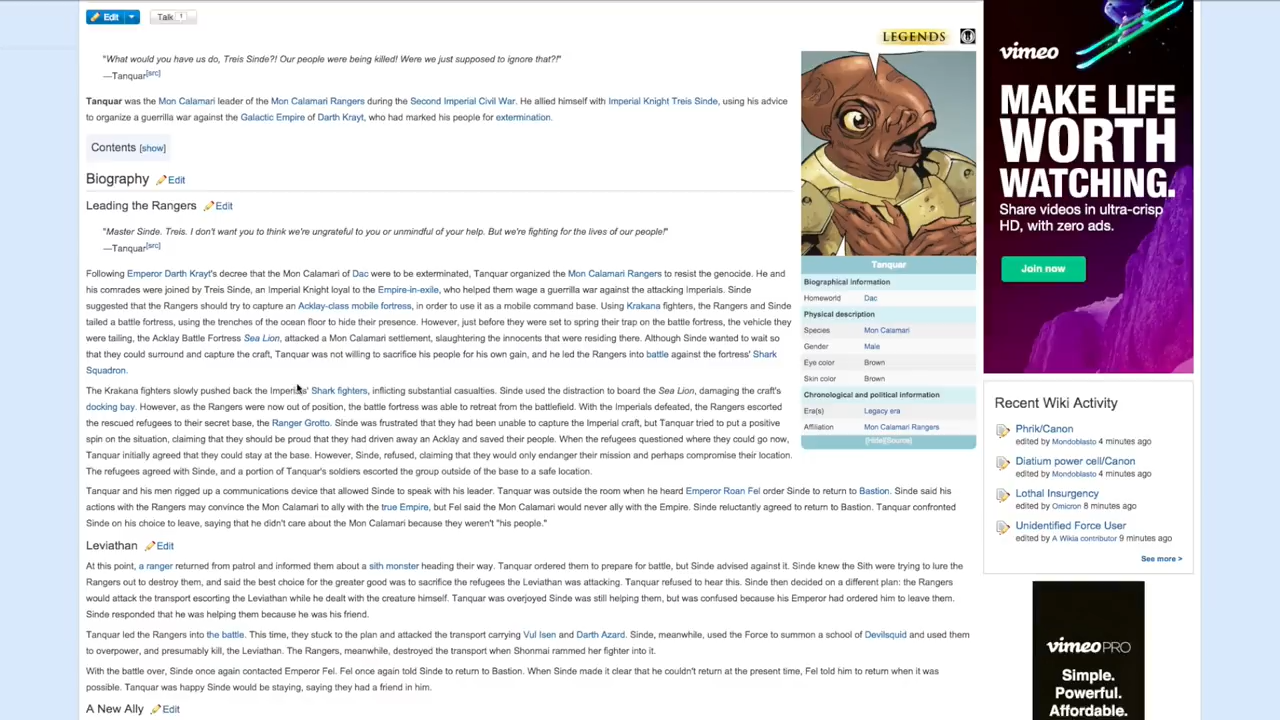 Edit
Talk 1
LEGENDS
"What would you have us do, Treis Sinde?! Our people were being killed! Were we just supposed to ignore that?!"
—Tanquar[src]
Tanquar was the Mon Calamari leader of the Mon Calamari Rangers during the Second Imperial Civil War. He allied himself with Imperial Knight Treis Sinde, using his advice
to organize a guerrilla war against the Galactic Empire of Darth Krayt, who had marked his people for extermination.
Contents [show]
Biography Edit
Leading the Rangers Edit
"Master Sinde. Treis. I don't want you to think we're ungrateful to you or unmindful of your help. But we're fighting for the lives of our people!"
—Tanquar[src]
Following Emperor Darth Krayt's decree that the Mon Calamari of Dac were to be exterminated, Tanquar organized the Mon Calamari Rangers to resist the genocide. He and
his comrades were joined by Treis Sinde, an Imperial Knight loyal to the Empire-in-exile, who helped them wage a guerrilla war against the attacking Imperials. Sinde
suggested that the Rangers should try to capture an Acklay-class mobile fortress, in order to use it as a mobile command base. Using Krakana fighters, the Rangers and Sinde
tailed a battle fortress, using the trenches of the ocean floor to hide their presence. However, just before they were set to spring their trap on the battle fortress, the vehicle they
were tailing, the Acklay Battle Fortress Sea Lion, attacked a Mon Calamari settlement, slaughtering the innocents that were residing there. Although Sinde wanted to wait so
that they could surround and capture the craft, Tanquar was not willing to sacrifice his people for his own gain, and he led the Rangers into battle against the fortress' Shark
Squadron.
The Krakana fighters slowly pushed back the Imperials' Shark fighters, inflicting substantial casualties. Sinde used the distraction to board the Sea Lion, damaging the craft's
docking bay. However, as the Rangers were now out of position, the battle fortress was able to retreat from the battlefield. With the Imperials defeated, the Rangers escorted
the rescued refugees to their secret base, the Ranger Grotto. Sinde was frustrated that they had been unable to capture the Imperial craft, but Tanquar tried to put a positive
spin on the situation, claiming that they should be proud that they had driven away an Acklay and saved their people. When the refugees questioned where they could go now,
Tanquar initially agreed that they could stay at the base. However, Sinde, refused, claiming that they would only endanger their mission and perhaps compromise their location.
The refugees agreed with Sinde, and a portion of Tanquar's soldiers escorted the group outside of the base to a safe location.
Tanquar and his men rigged up a communications device that allowed Sinde to speak with his leader. Tanquar was outside the room when he heard Emperor Roan Fel order Sinde to return to Bastion. Sinde said his
actions with the Rangers may convince the Mon Calamari to ally with the true Empire, but Fel said the Mon Calamari would never ally with the Empire. Sinde reluctantly agreed to return to Bastion. Tanquar confronted
Sinde on his choice to leave, saying that he didn't care about the Mon Calamari because they weren't "his people."
Leviathan Edit
At this point, a ranger returned from patrol and informed them about a sith monster heading their way. Tanquar ordered them to prepare for battle, but Sinde advised against it. Sinde knew the Sith were trying to lure the
Rangers out to destroy them, and said the best choice for the greater good was to sacrifice the refugees the Leviathan was attacking. Tanquar refused to hear this. Sinde then decided on a different plan: the Rangers
would attack the transport escorting the Leviathan while he dealt with the creature himself. Tanquar was overjoyed Sinde was still helping them, but was confused because his Emperor had ordered him to leave them.
Sinde responded that he was helping them because he was his friend.
Tanquar led the Rangers into the battle. This time, they stuck to the plan and attacked the transport carrying Vul Isen and Darth Azard. Sinde, meanwhile, used the Force to summon a school of Devilsquid and used them
to overpower, and presumably kill, the Leviathan. The Rangers, meanwhile, destroyed the transport when Shonmai rammed her fighter into it.
With the battle over, Sinde once again contacted Emperor Fel. Fel once again told Sinde to return to Bastion. When Sinde made it clear that he couldn't return at the present time, Fel told him to return when it was
possible. Tanquar was happy Sinde would be staying, saying they had a friend in him.
A New Ally Edit
Tanquar
Biographical information
Homeworld Dac
Physical description
Species Mon Calamari
Gender Male
Eye color Brown
Skin color Brown
Chronological and political information
Era(s) Legacy era
Affiliation Mon Calamari Rangers
[Hide][Source]
vimeo
MAKE LIFE
WORTH
WATCHING.
Share videos in ultra-crisp
HD, with zero ads.
Join now
Recent Wiki Activity
Phrik/Canon
edited by Mondoblasto 4 minutes ago
Diatium power cell/Canon
edited by Mondoblasto 4 minutes ago
Lothal Insurgency
edited by Omicron 8 minutes ago
Unidentified Force User
edited by A Wikia contributor 9 minutes ago
See more >
vimeo PRO
Simple.
Powerful.
Affordable.